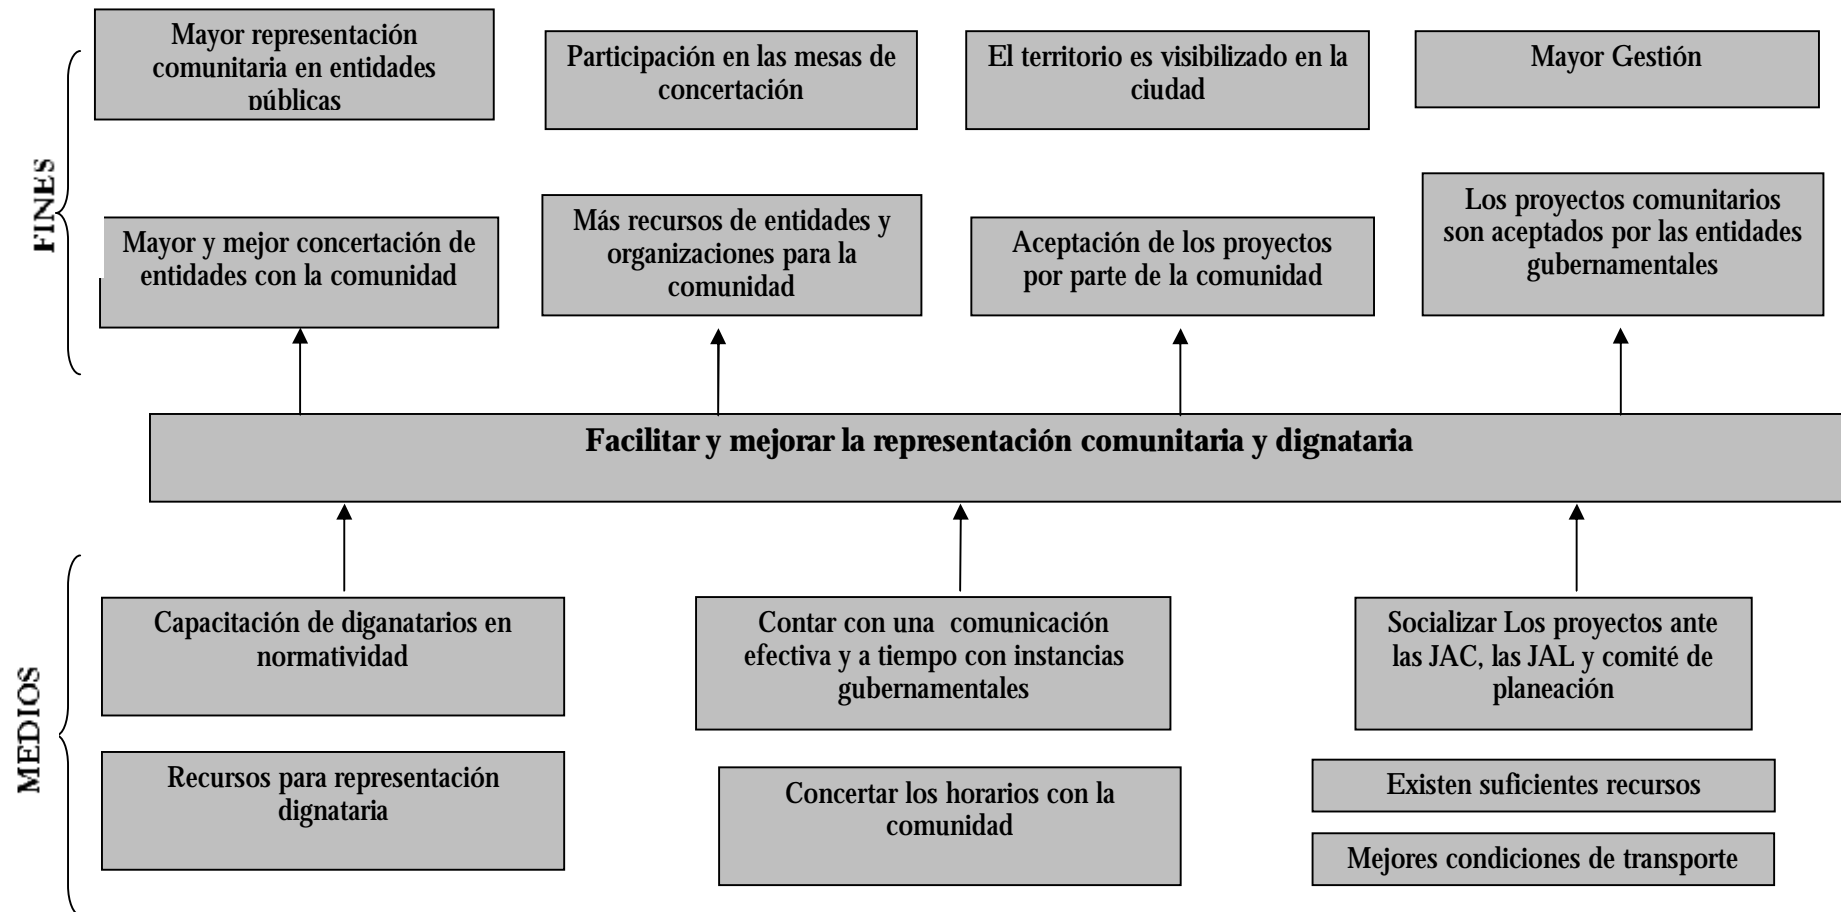 Mayor representación
comunitaria en entidades
públicas
Participación en las mesas de
concertación
El territorio es visibilizado en la
ciudad
Mayor Gestión
FINES
Mayor y mejor concertación de
entidades con la comunidad
Más recursos de entidades y
organizaciones para la
comunidad
Aceptación de los proyectos
por parte de la comunidad
Los proyectos comunitarios
son aceptados por las entidades
gubernamentales
Facilitar y mejorar la representación comunitaria y dignataria
MEDIOS
Capacitación de diganatarios en
normatividad
Contar con una comunicación
efectiva y a tiempo con instancias
gubernamentales
Socializar Los proyectos ante
las JAC, las JAL y comité de
planeación
Recursos para representación
dignataria
Concertar los horarios con la
comunidad
Existen suficientes recursos
Mejores condiciones de transporte